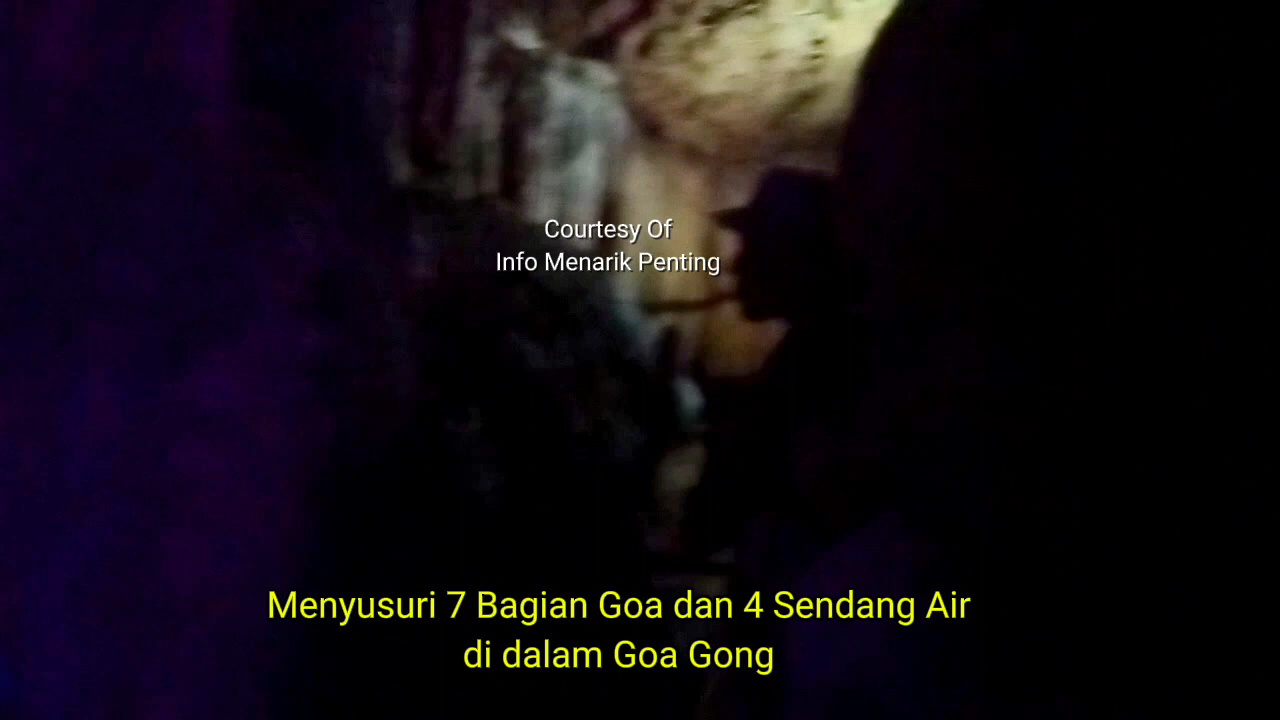 Courtesy Of
Info Menarik Penting
Menyusuri 7 Bagian Goa dan 4 Sendang Air
di dalam Goa Gong